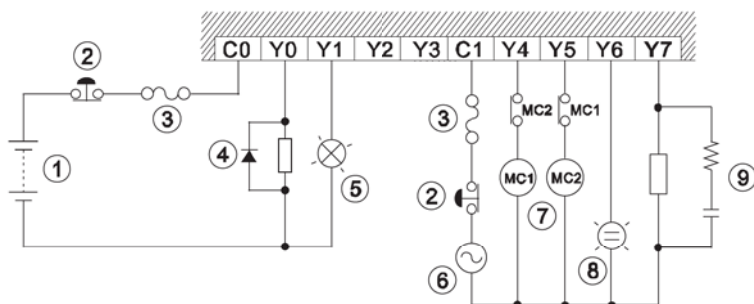 C0 Y0 Y1 Y2 Y3 C1 Y4 Y5 Y6 Y7
②
③
①
④
⑤
③
②
⑥
MC2
MC1
MC1
MC2
⑦
⑧
⑨